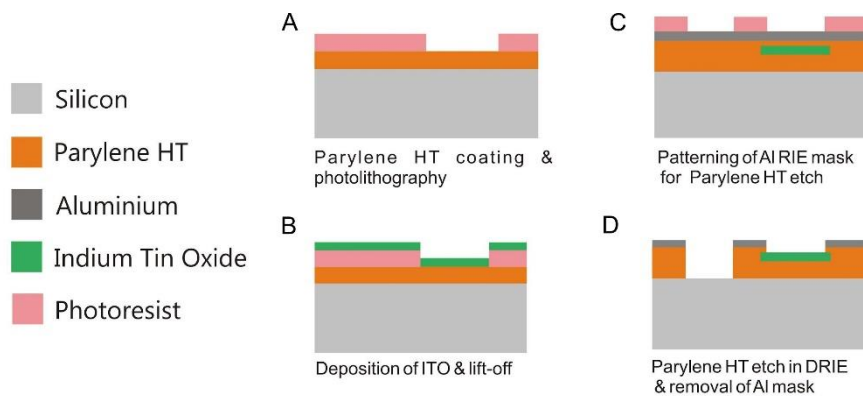 Silicon
Parylene HT
Aluminium
Indium Tin Oxide
Photoresist
A
Parylene HT coating &
photolithography
B
Deposition of ITO & lift-off
C
Patterning of Al RIE mask
for Parylene HT etch
D
Parylene HT etch in DRIE
& removal of Al mask